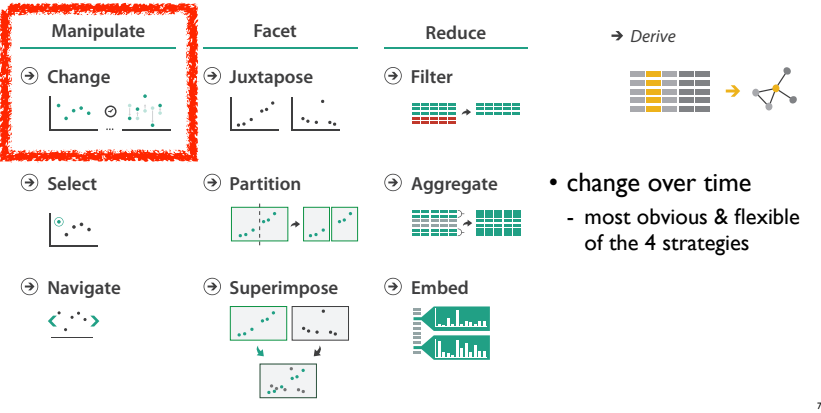 Manipulate
Facet
Reduce
➔ Derive
➔ Change
...
➔ Juxtapose
➔ Filter
➔ Select
➔ Partition
➔ Aggregate
• change over time
- most obvious & flexible
of the 4 strategies
➔ Navigate
➔ Superimpose
➔ Embed
7